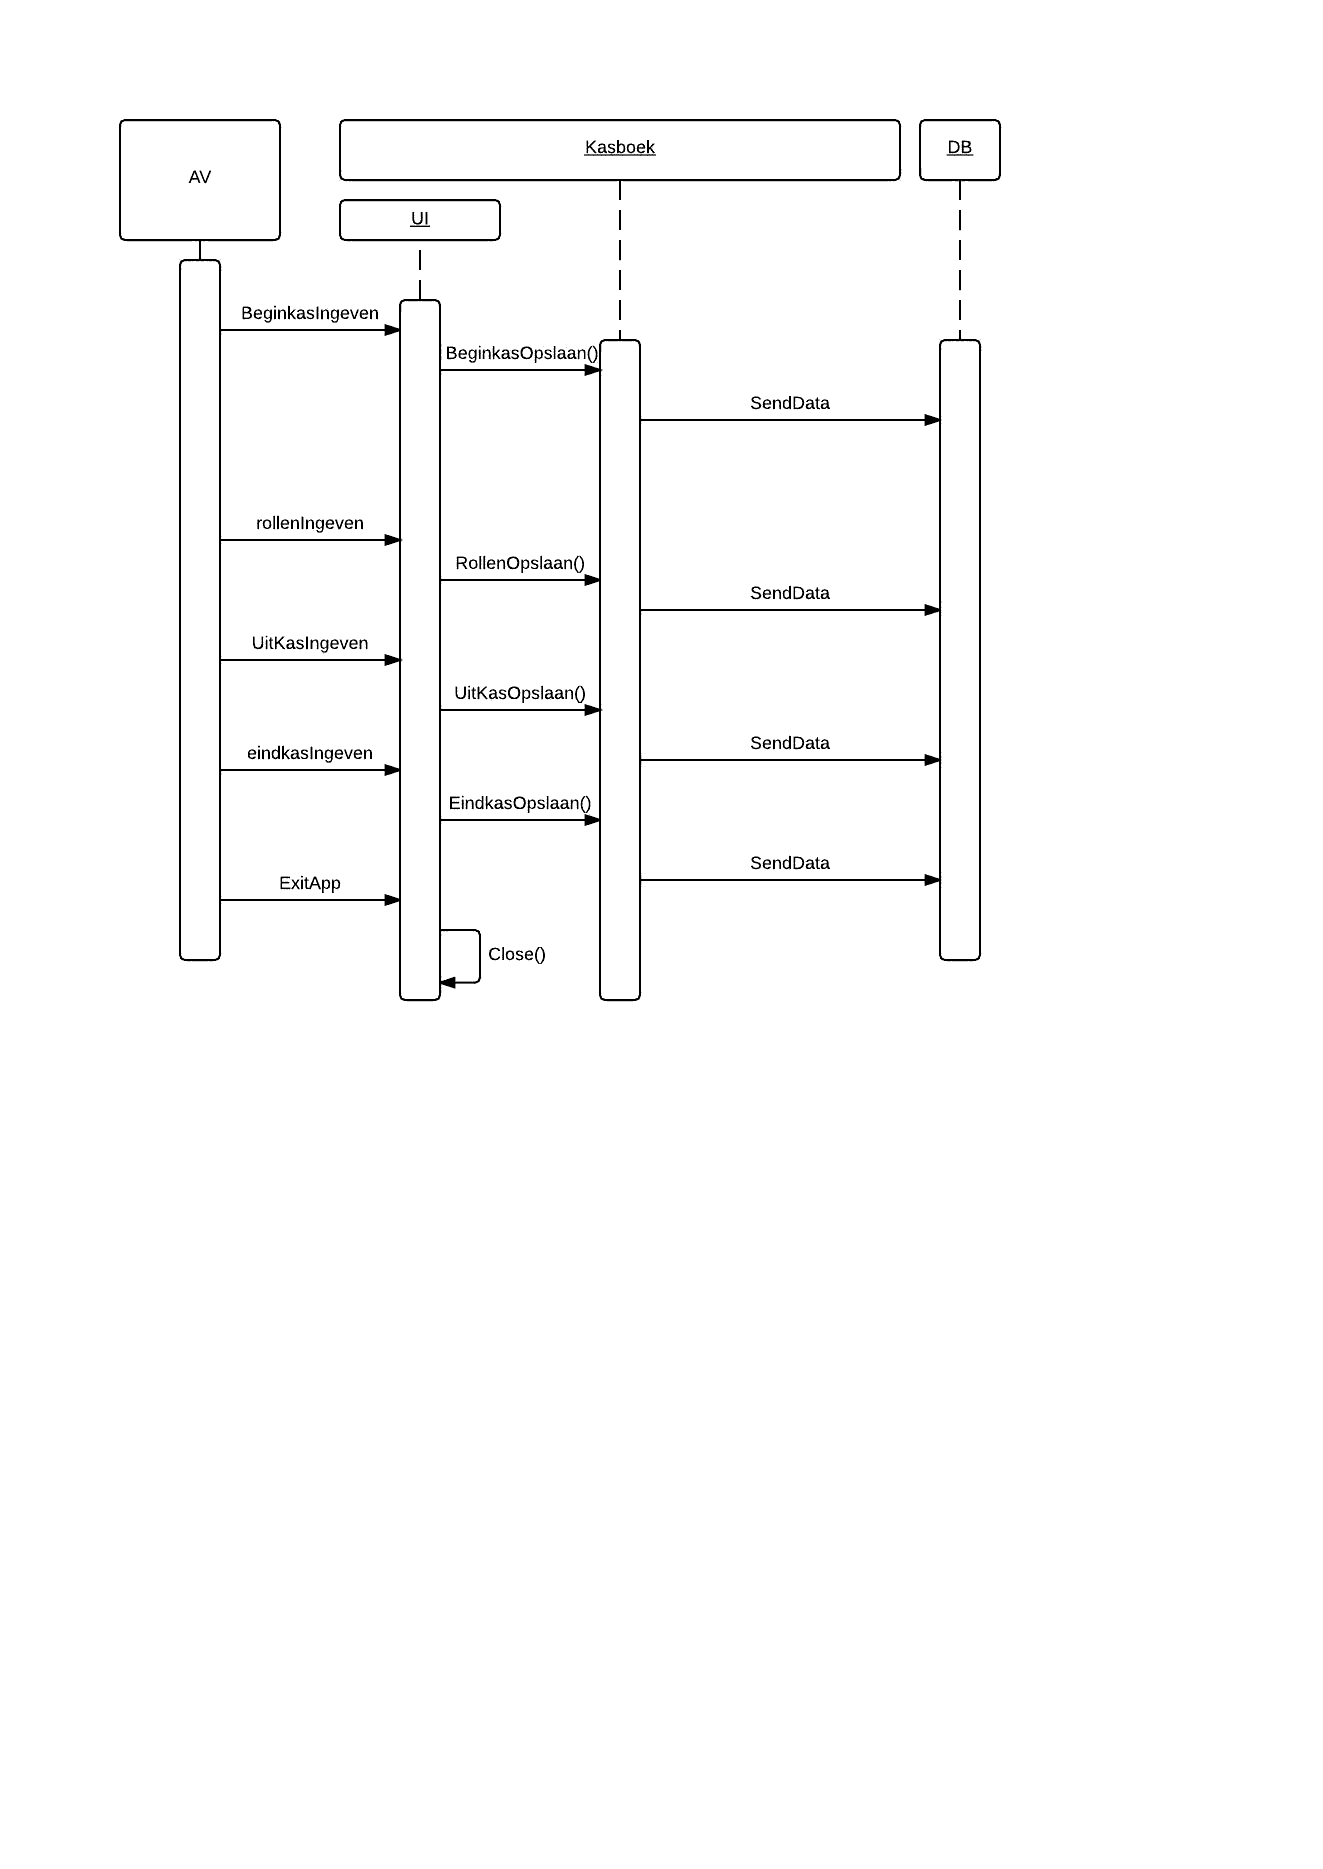 AV
Kasboek
DB
UI
BeginkasIngeven
BeginkasOpslaan()
SendData
rollenIngeven
RollenOpslaan()
SendData
UitKasIngeven
UitKasOpslaan()
SendData
eindkasIngeven
EindkasOpslaan()
SendData
ExitApp
Close()